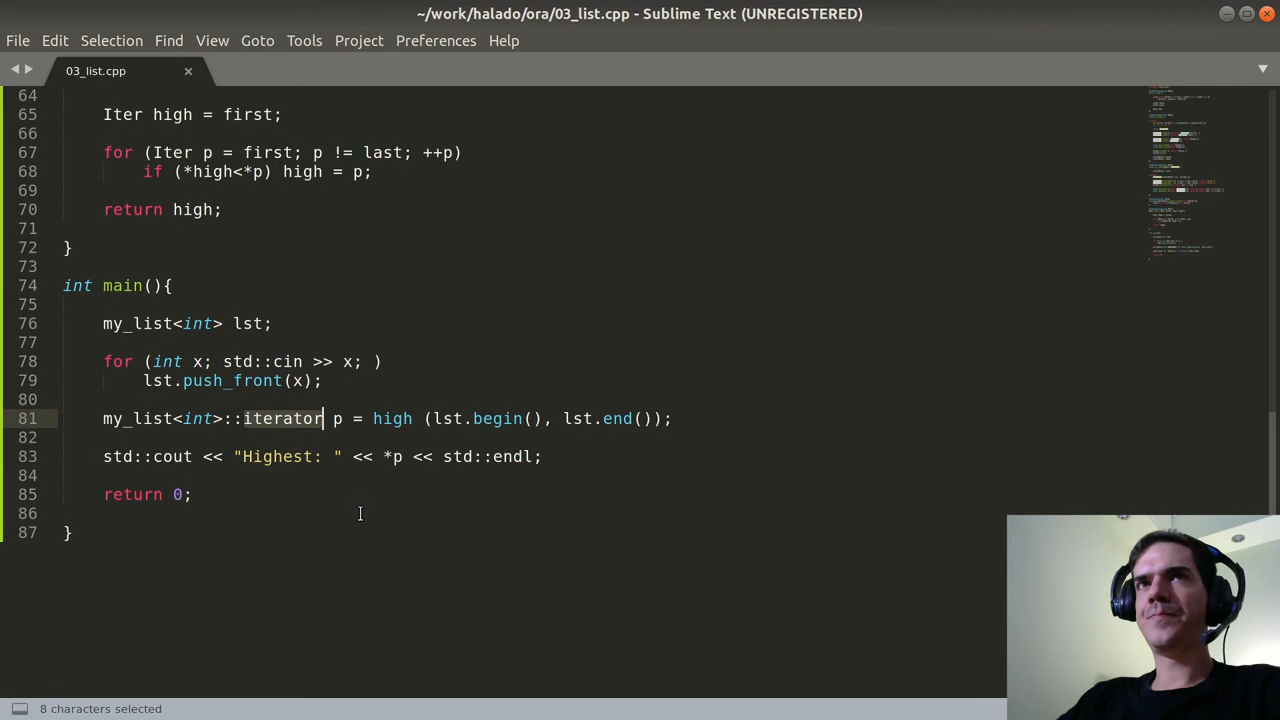 ~/work/halado/ora/03_list.cpp - Sublime Text (UNREGISTERED)
File Edit Selection Find View Goto Tools Project Preferences Help
03_list.cpp
64
65 Iter high = first;
66
67 for (Iter p = first; p != last; ++p)
68 if (*high<*p) high = p;
69
70 return high;
71
72 }
73
74 int main(){
75
76 my_list<int> lst;
77
78 for (int x; std::cin >> x; )
79 lst.push_front(x);
80
81 my_list<int>::iterator p = high (lst.begin(), lst.end());
82
83 std::cout << "Highest: " << *p << std::endl;
84
85 return 0;
86
87 }
8 characters selected